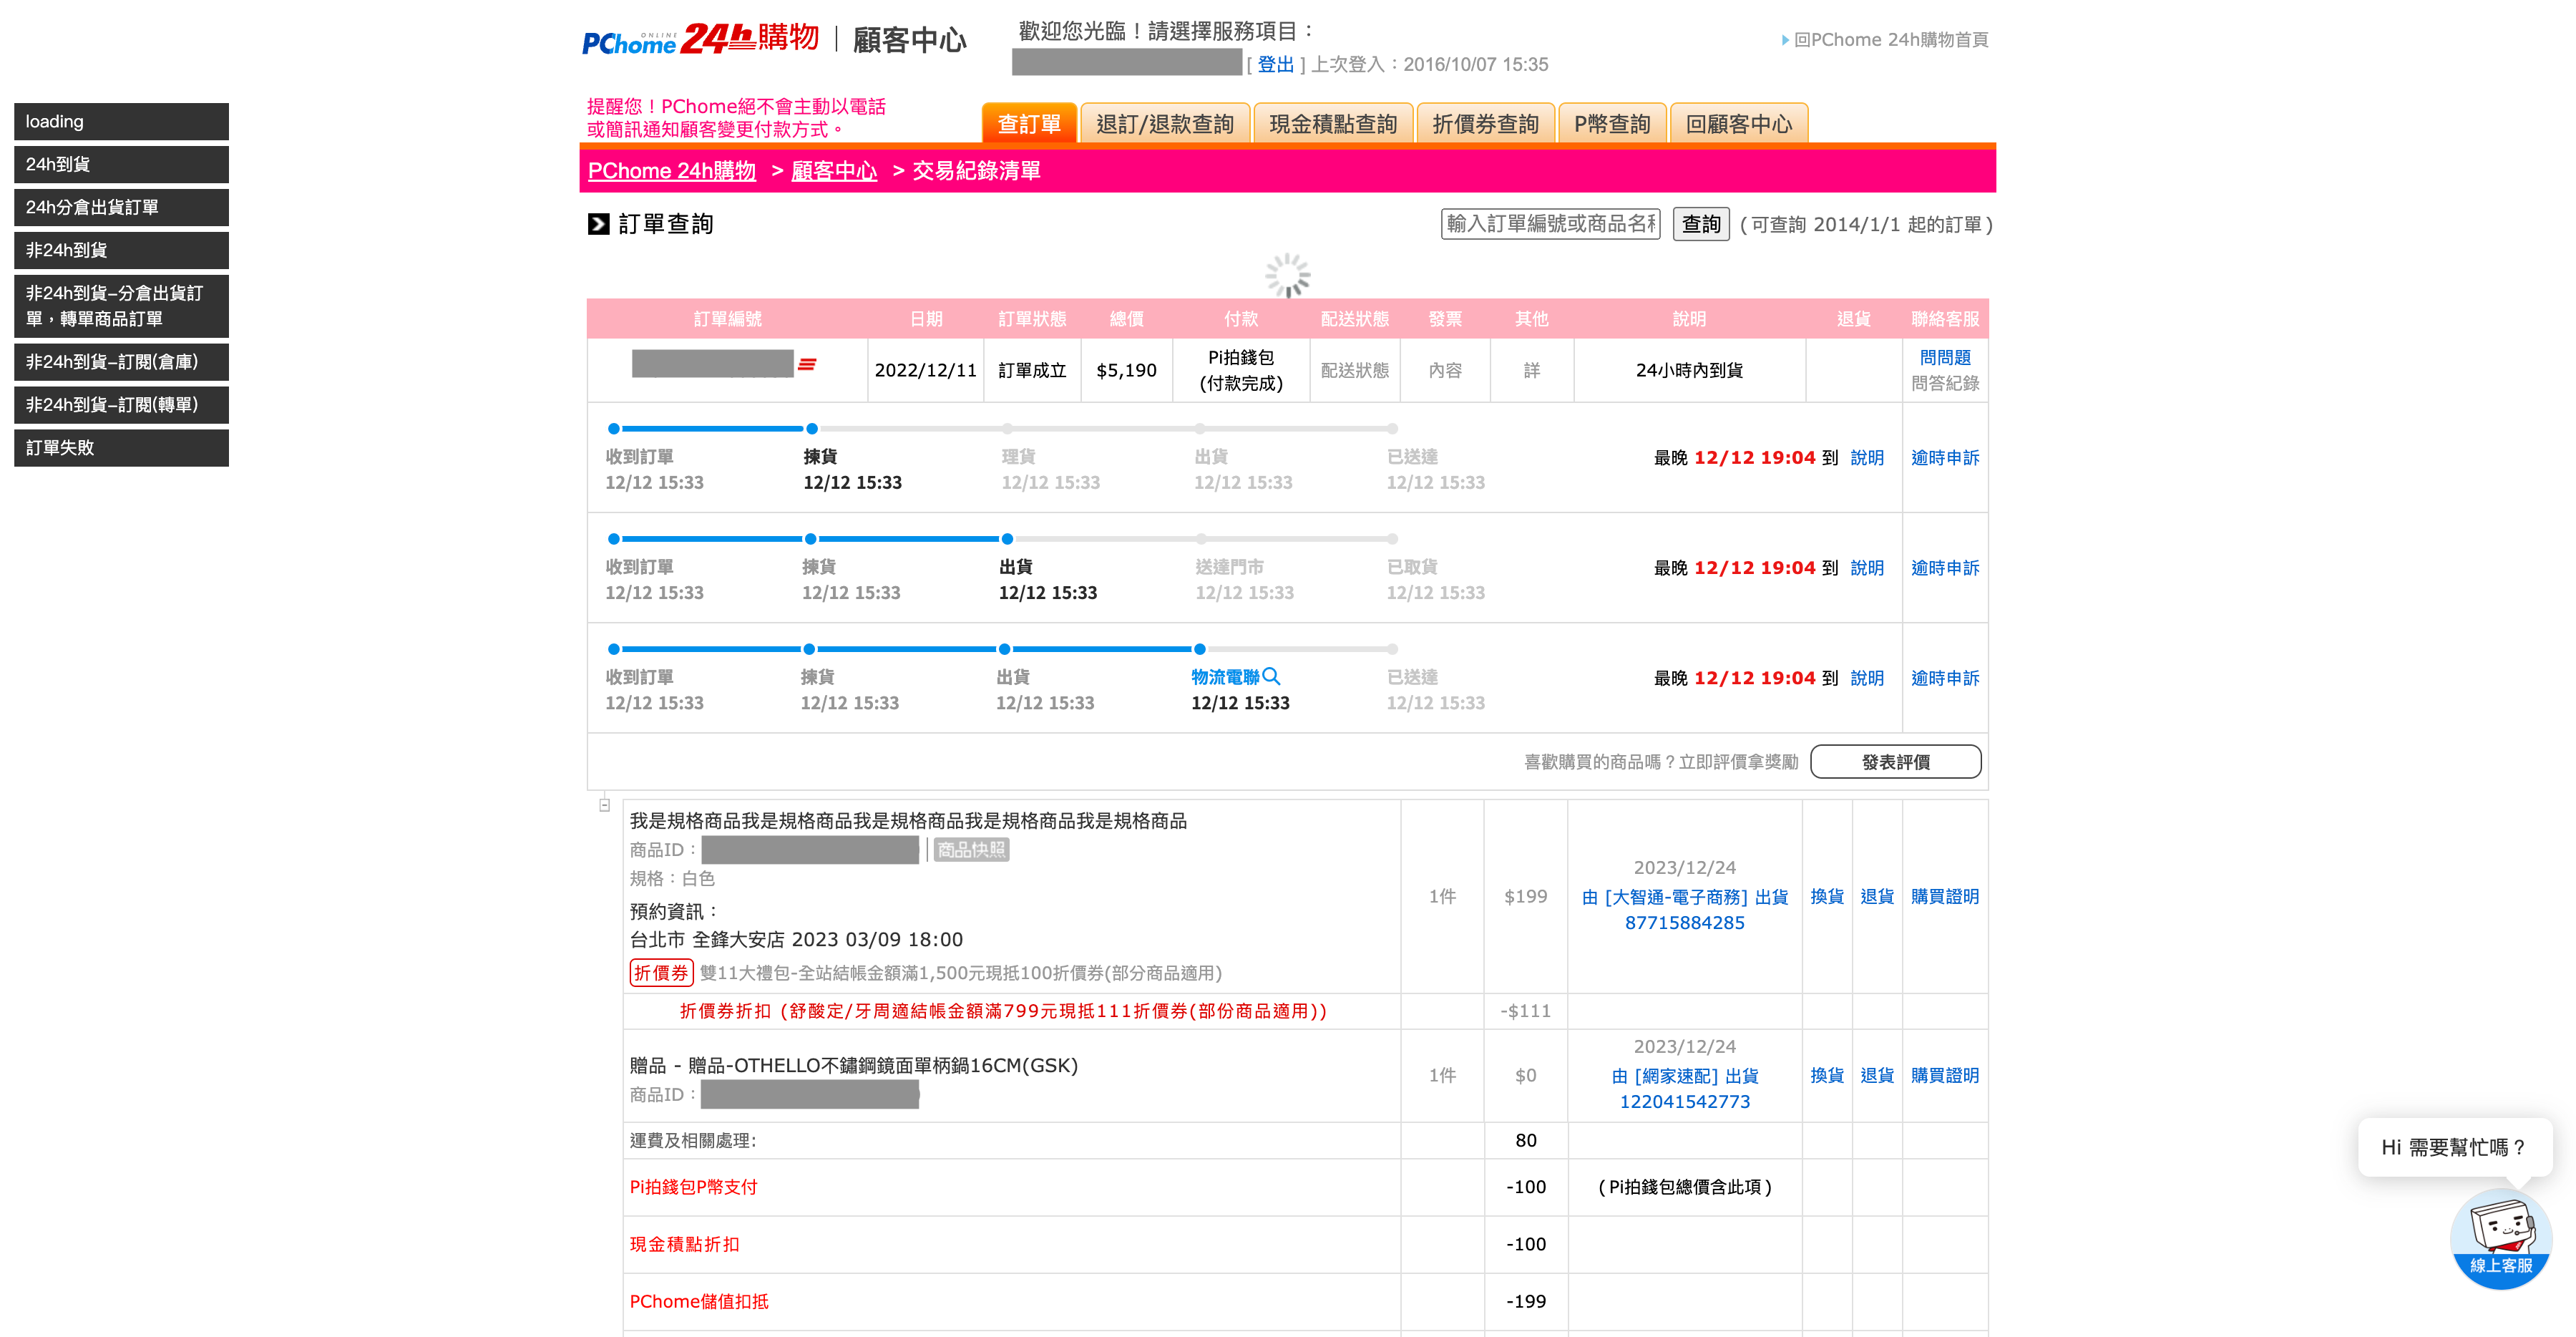 PChome ONLINE 24h購物 | 顧客中心
歡迎您光臨！請選擇服務項目：
[ 登出 ] 上次登入：2016/10/07 15:35
回PChome 24h購物首頁
提醒您！PChome絕不會主動以電話
或簡訊通知顧客變更付款方式。
查訂單 退訂/退款查詢 現金積點查詢 折價券查詢 P幣查詢 回顧客中心
PChome 24h購物 > 顧客中心 > 交易紀錄清單
loading
24h到貨
24h分倉出貨訂單
非24h到貨
非24h到貨–分倉出貨訂
單，轉單商品訂單
非24h到貨–訂閱(倉庫)
非24h到貨–訂閱(轉單)
訂單失敗
訂單查詢
輸入訂單編號或商品名稱 查詢 (可查詢 2014/1/1 起的訂單)
訂單編號 日期 訂單狀態 總價 付款 配送狀態 發票 其他 說明 退貨 聯絡客服
2022/12/11 訂單成立 $5,190 Pi拍錢包 (付款完成) 配送狀態 內容 詳 24小時內到貨 問問題 問答紀錄
收到訂單 揀貨 理貨 出貨 已送達
12/12 15:33 12/12 15:33 12/12 15:33 12/12 15:33 12/12 15:33
最晚 12/12 19:04 到 說明 逾時申訴
收到訂單 揀貨 出貨 送達門市 已取貨
12/12 15:33 12/12 15:33 12/12 15:33 12/12 15:33 12/12 15:33
最晚 12/12 19:04 到 說明 逾時申訴
收到訂單 揀貨 出貨 物流電聯 已送達
12/12 15:33 12/12 15:33 12/12 15:33 12/12 15:33 12/12 15:33
最晚 12/12 19:04 到 說明 逾時申訴
喜歡購買的商品嗎？立即評價拿獎勵 發表評價
我是規格商品我是規格商品我是規格商品我是規格商品我是規格商品
商品ID： | 商品快照
規格：白色
預約資訊：
台北市 全鋒大安店 2023 03/09 18:00
折價券 雙11大禮包-全站結帳金額滿1,500元現抵100折價券(部分商品適用)
1件 $199
2023/12/24
由 [大智通-電子商務] 出貨
87715884285
換貨 退貨 購買證明
折價券折扣 (舒酸定/牙周適結帳金額滿799元現抵111折價券(部份商品適用)) -$111
贈品 - 贈品-OTHELLO不鏽鋼鏡面單柄鍋16CM(GSK)
商品ID：
1件 $0
2023/12/24
由 [網家速配] 出貨
122041542773
換貨 退貨 購買證明
運費及相關處理: 80
Pi拍錢包P幣支付 -100 (Pi拍錢包總價含此項)
現金積點折扣 -100
PChome儲值扣抵 -199
Hi 需要幫忙嗎？
線上客服